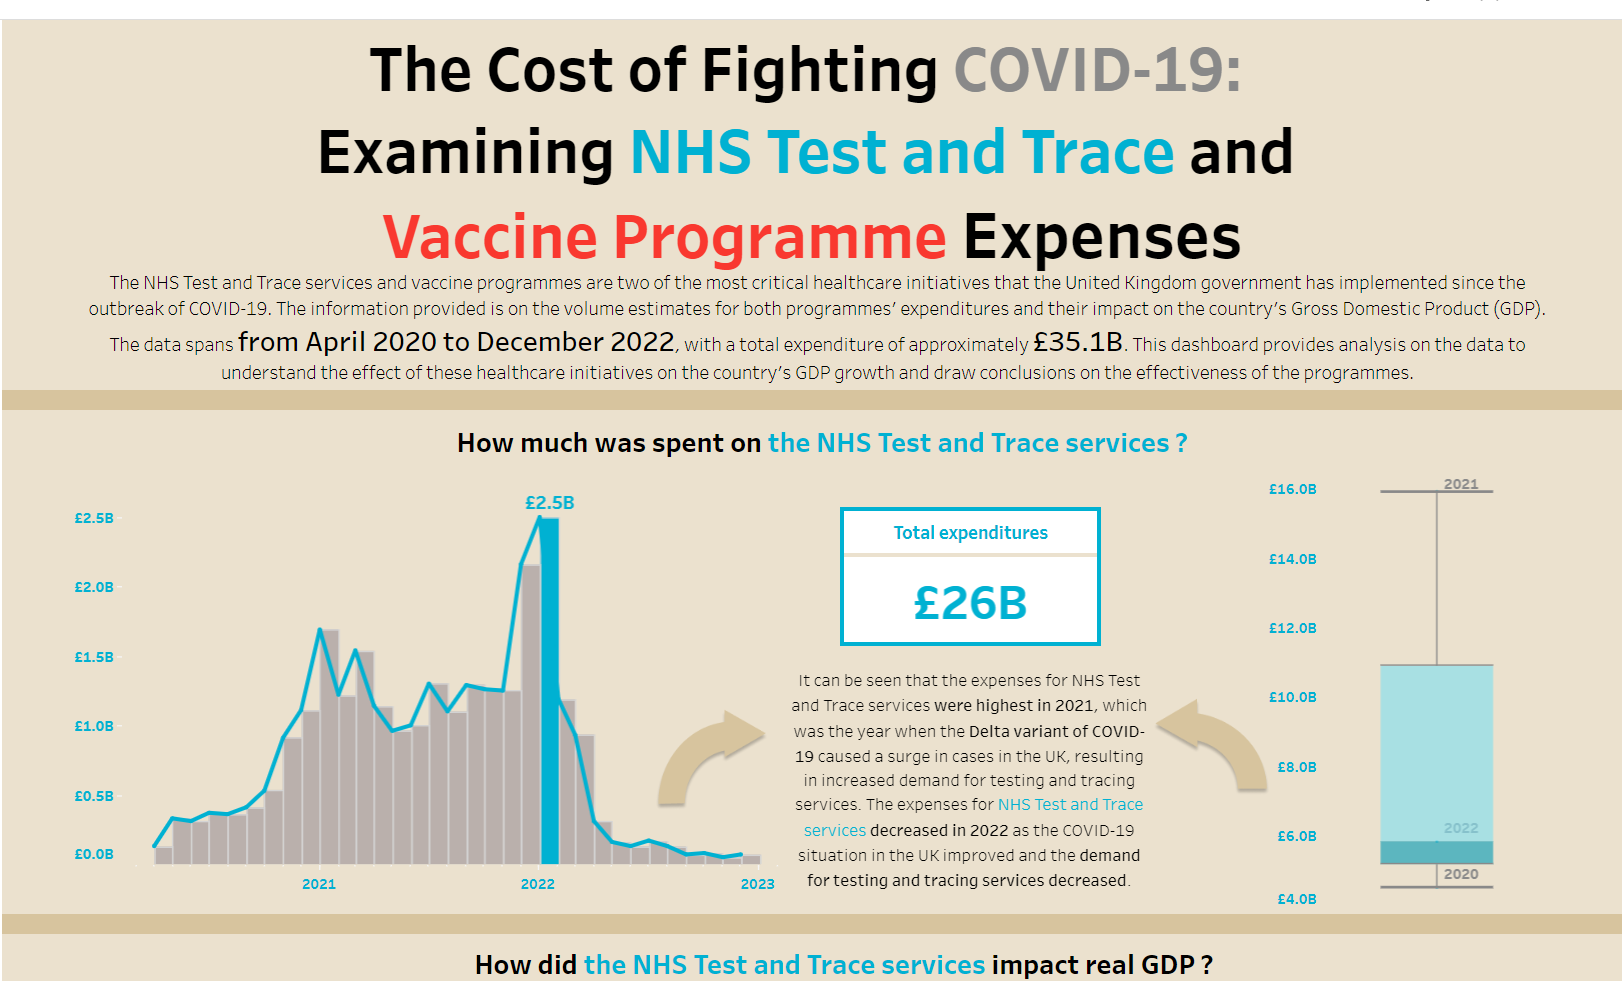 The Cost of Fighting COVID-19:
Examining NHS Test and Trace and
Vaccine Programme Expenses
The NHS Test and Trace services and vaccine programmes are two of the most critical healthcare initiatives that the United Kingdom government has implemented since the
outbreak of COVID-19. The information provided is on the volume estimates for both programmes' expenditures and their impact on the country's Gross Domestic Product (GDP).
The data spans from April 2020 to December 2022, with a total expenditure of approximately £35.1B. This dashboard provides analysis on the data to
understand the effect of these healthcare initiatives on the country's GDP growth and draw conclusions on the effectiveness of the programmes.
How much was spent on the NHS Test and Trace services ?
£2.5B
£2.5B
£2.0B
£1.5B
£1.0B
£0.5B
£0.0B
2021
2022
2023
Total expenditures
£26B
It can be seen that the expenses for NHS Test
and Trace services were highest in 2021, which
was the year when the Delta variant of COVID-
19 caused a surge in cases in the UK, resulting
in increased demand for testing and tracing
services. The expenses for NHS Test and Trace
services decreased in 2022 as the COVID-19
situation in the UK improved and the demand
for testing and tracing services decreased.
£16.0B
£14.0B
£12.0B
£10.0B
£8.0B
£6.0B
£4.0B
2021
2022
2020
How did the NHS Test and Trace services impact real GDP ?